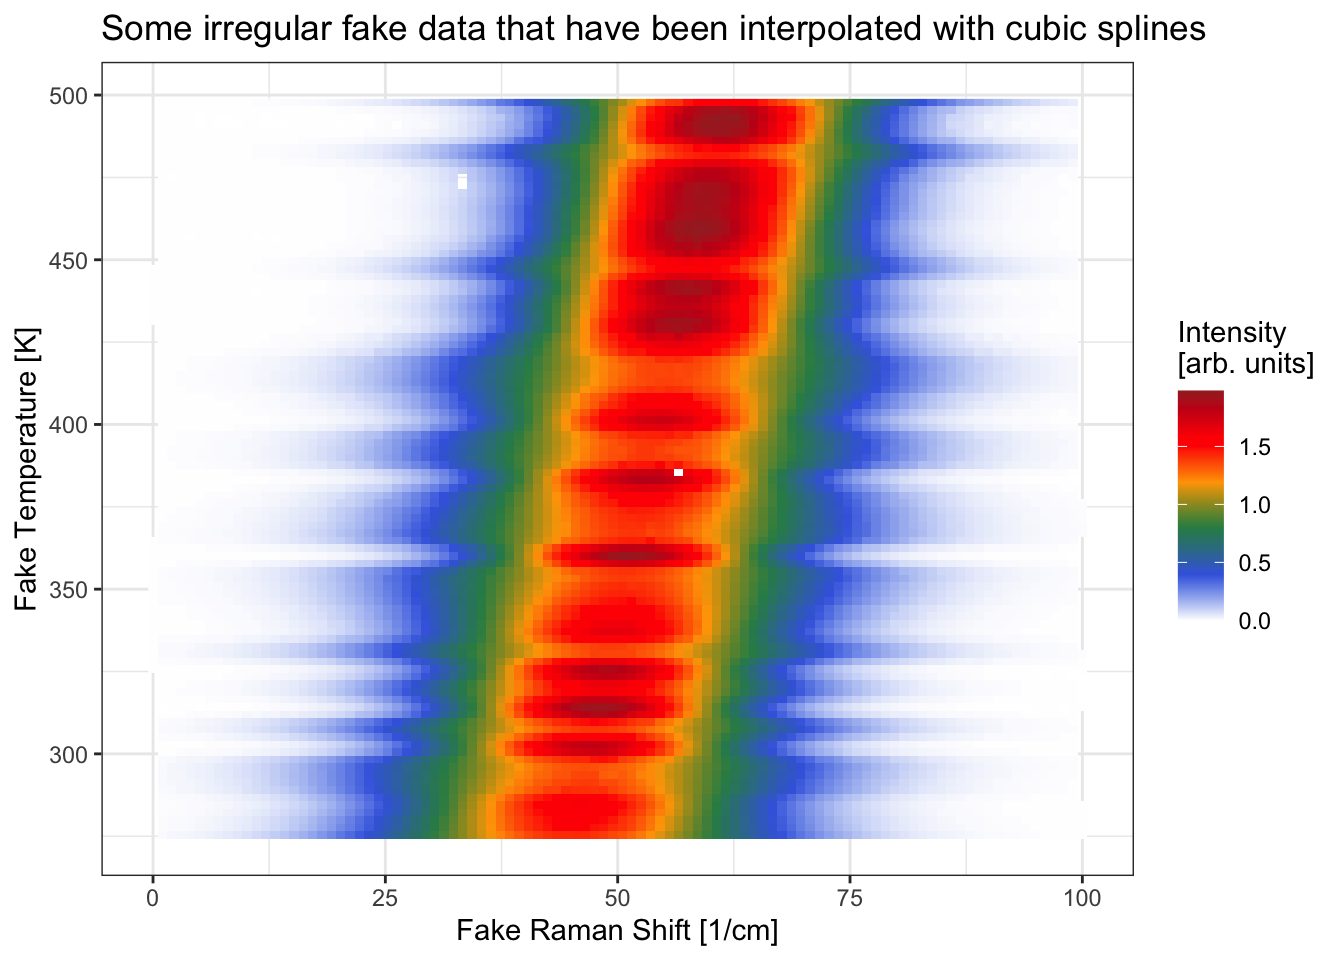 Some irregular fake data that have been interpolated with cubic splines
500
450
400
350
300
Fake Temperature [K]
0
25
50
75
100
Fake Raman Shift [1/cm]
Intensity
[arb. units]
1.5
1.0
0.5
0.0